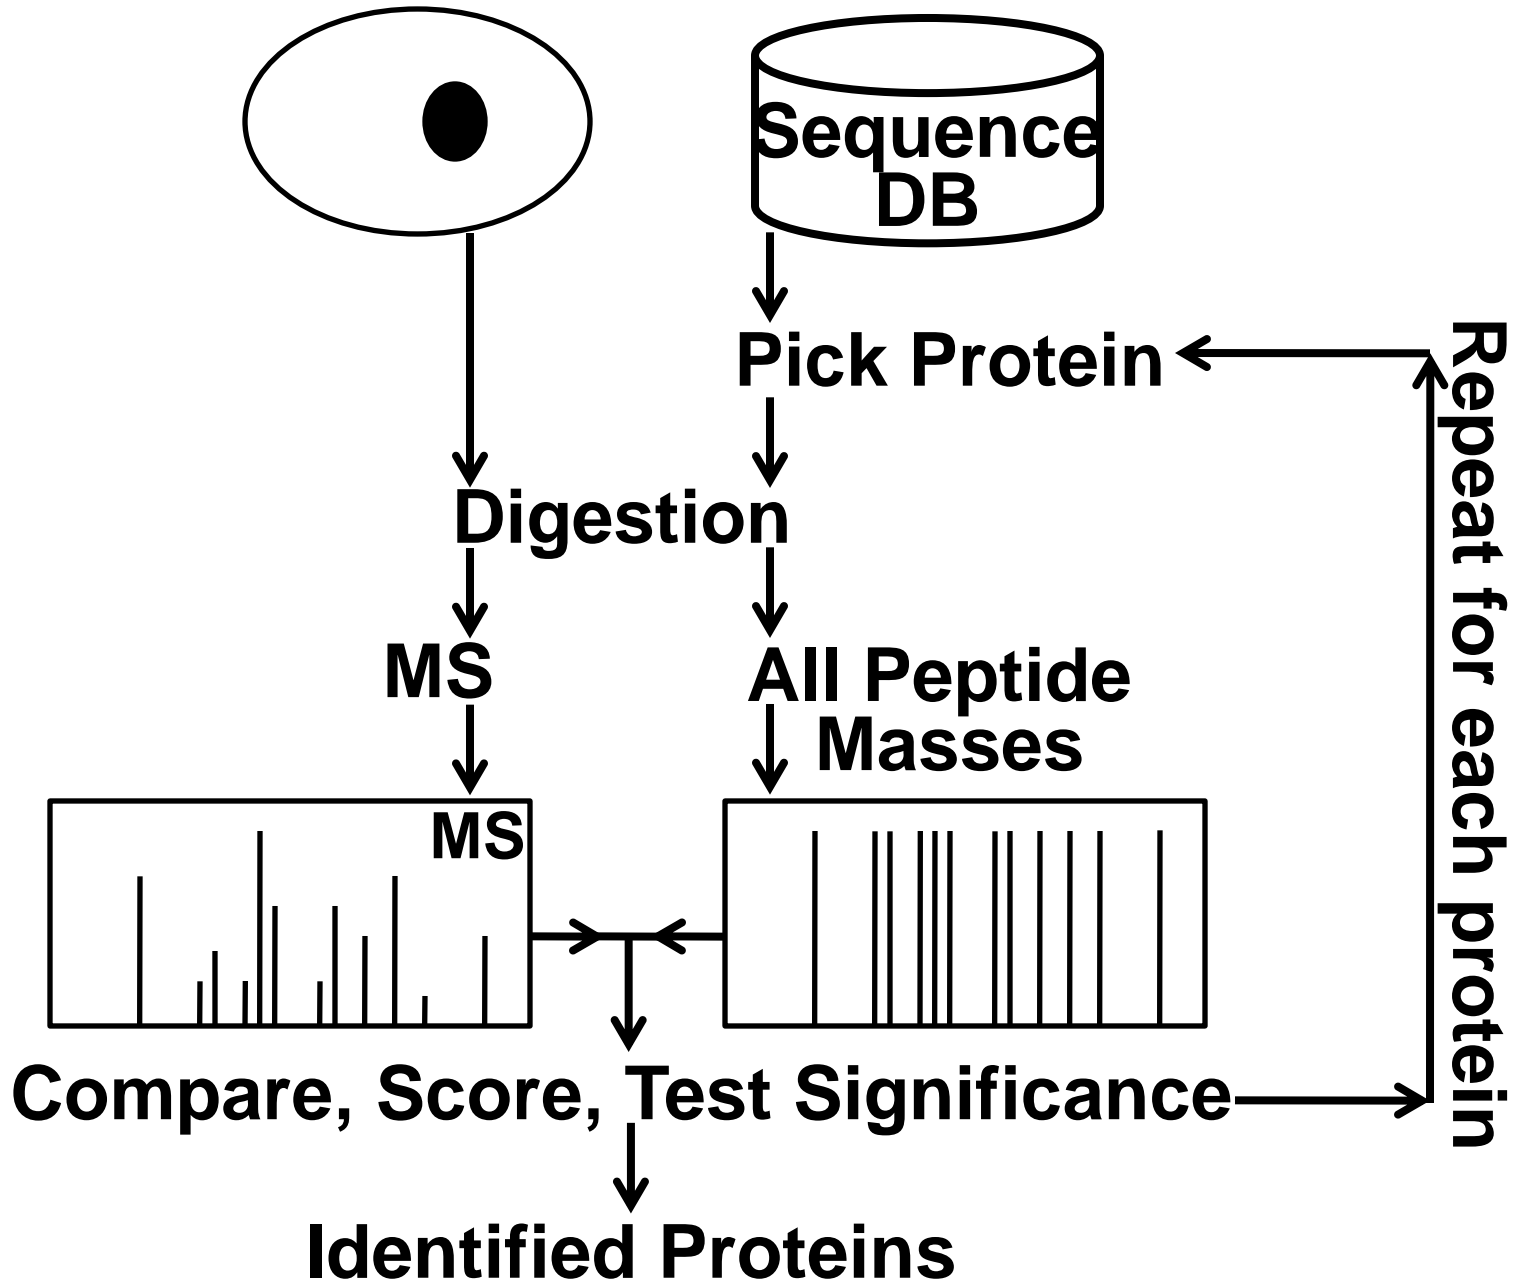 Sequence
DB
Pick Protein
Digestion
MS
All Peptide
Masses
MS
Compare, Score, Test Significance
Identified Proteins
Repeat for each protein